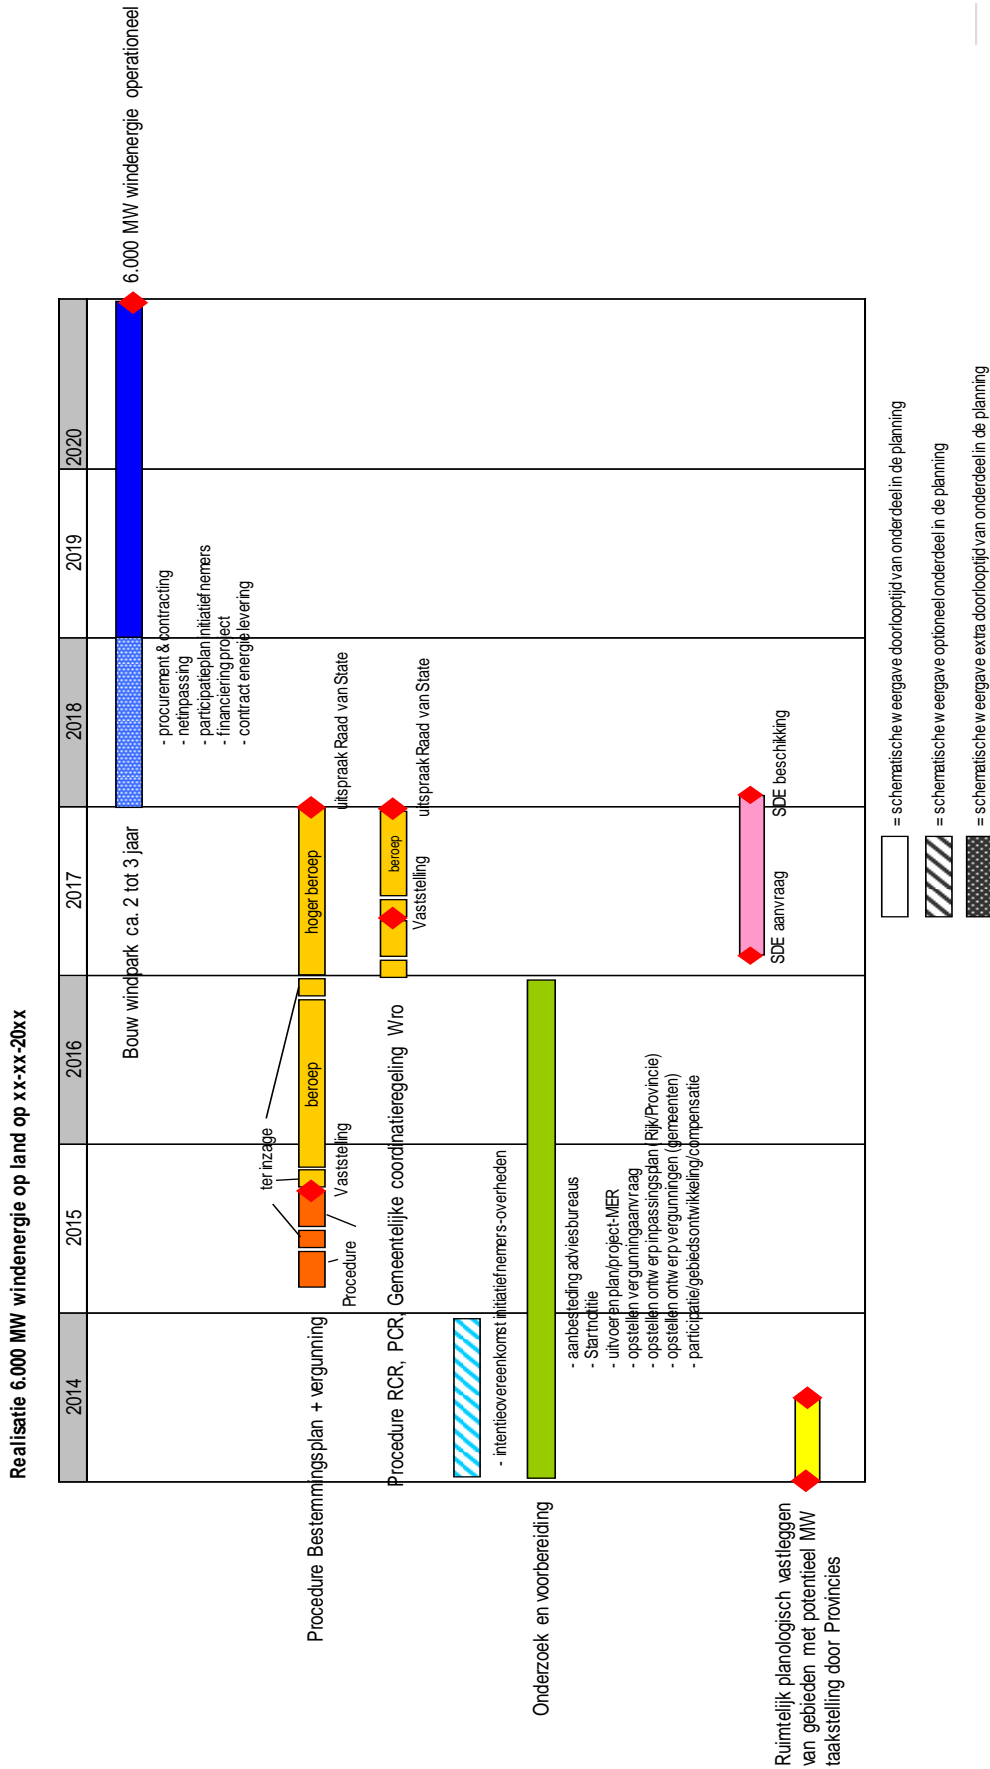 Realisatie 6.000 MW windenergie op land op xx-xx-20xx
2014
2015
2016
2017
2018
2019
2020
Bouw windpark ca. 2 tot 3 jaar
6.000 MW windenergie operationeel
- procurement & contracting
- netinpassing
- participatieplan initiatiefnemers
- financiering project
- contract energie levering
ter inzage
Procedure Bestemmingsplan + vergunning
beroep
hoger beroep
Procedure
Vaststelling
uitspraak Raad van State
Procedure RCR, PCR, Gemeentelijke coordinatieregeling Wro
beroep
Vaststelling
uitspraak Raad van State
- intentieovereenkomst initiatiefnemers-overheden
Onderzoek en voorbereiding
- aanbesteding adviesbureaus
- Startnotitie
- uitvoeren plan/project-MER
- opstellen vergunningaanvraag
- opstellen ontwerp inpassingsplan (Rijk/Provincie)
- opstellen ontwerp vergunningen (gemeenten)
- participatie/gebiedsontwikkeling/compensatie
SDE aanvraag
SDE beschikking
Ruimtelijk planologisch vastleggen
van gebieden met potentieel MW
taakstelling door Provincies
= schematische weergave doorlooptijd van onderdeel in de planning
= schematische weergave optioneel onderdeel in de planning
= schematische weergave extra doorlooptijd van onderdeel in de planning